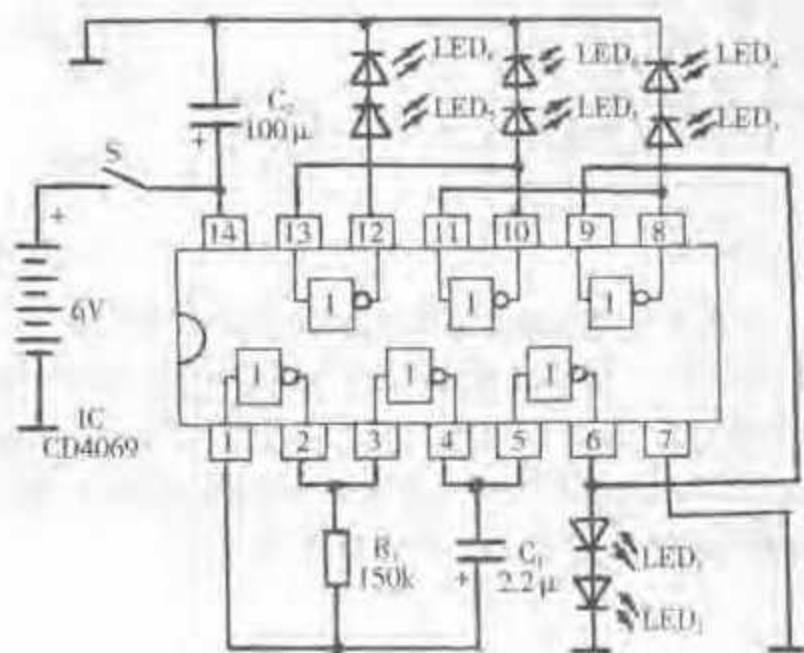 C₂
100μ
S
+
+
6V
IC
CD4069
14
13
12
11
10
9
8
1
1
1
1
1
1
1
2
3
4
5
6
7
R₁
150k
C₁
2.2μ
+
LED
LED
LED
LED
LED
LED
LED
LED₂